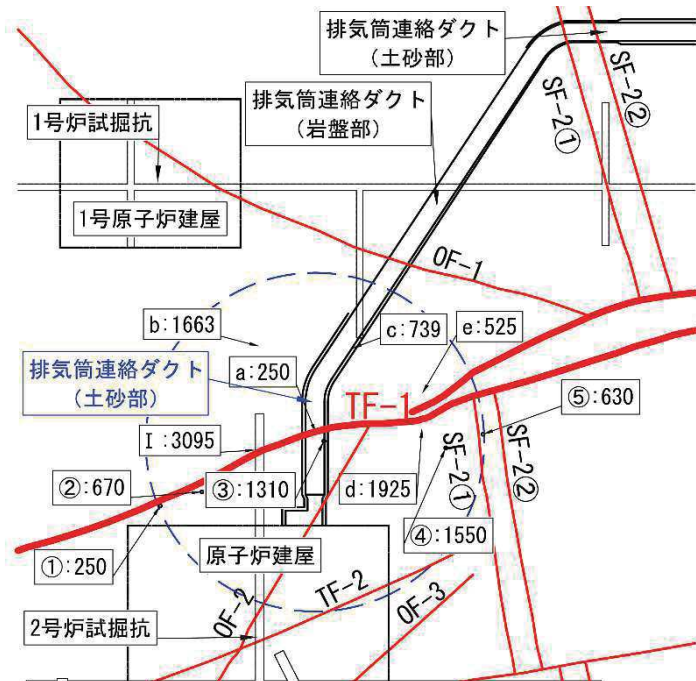 排気筒連絡ダクト
(土砂部)
排気筒連絡ダクト
(岩盤部)
SF-2①
SF-2②
1号炉試掘抗
1号原子炉建屋
OF-1
b:1663
c:739
e:525
排気筒連絡ダクト
(土砂部)
a:250
TF-1
⑤:630
I:3095
②:670
③:1310
d:1925
SF-2①
SF-2②
④:1550
①:250
原子炉建屋
TF-2
OF-2
OF-3
2号炉試掘抗